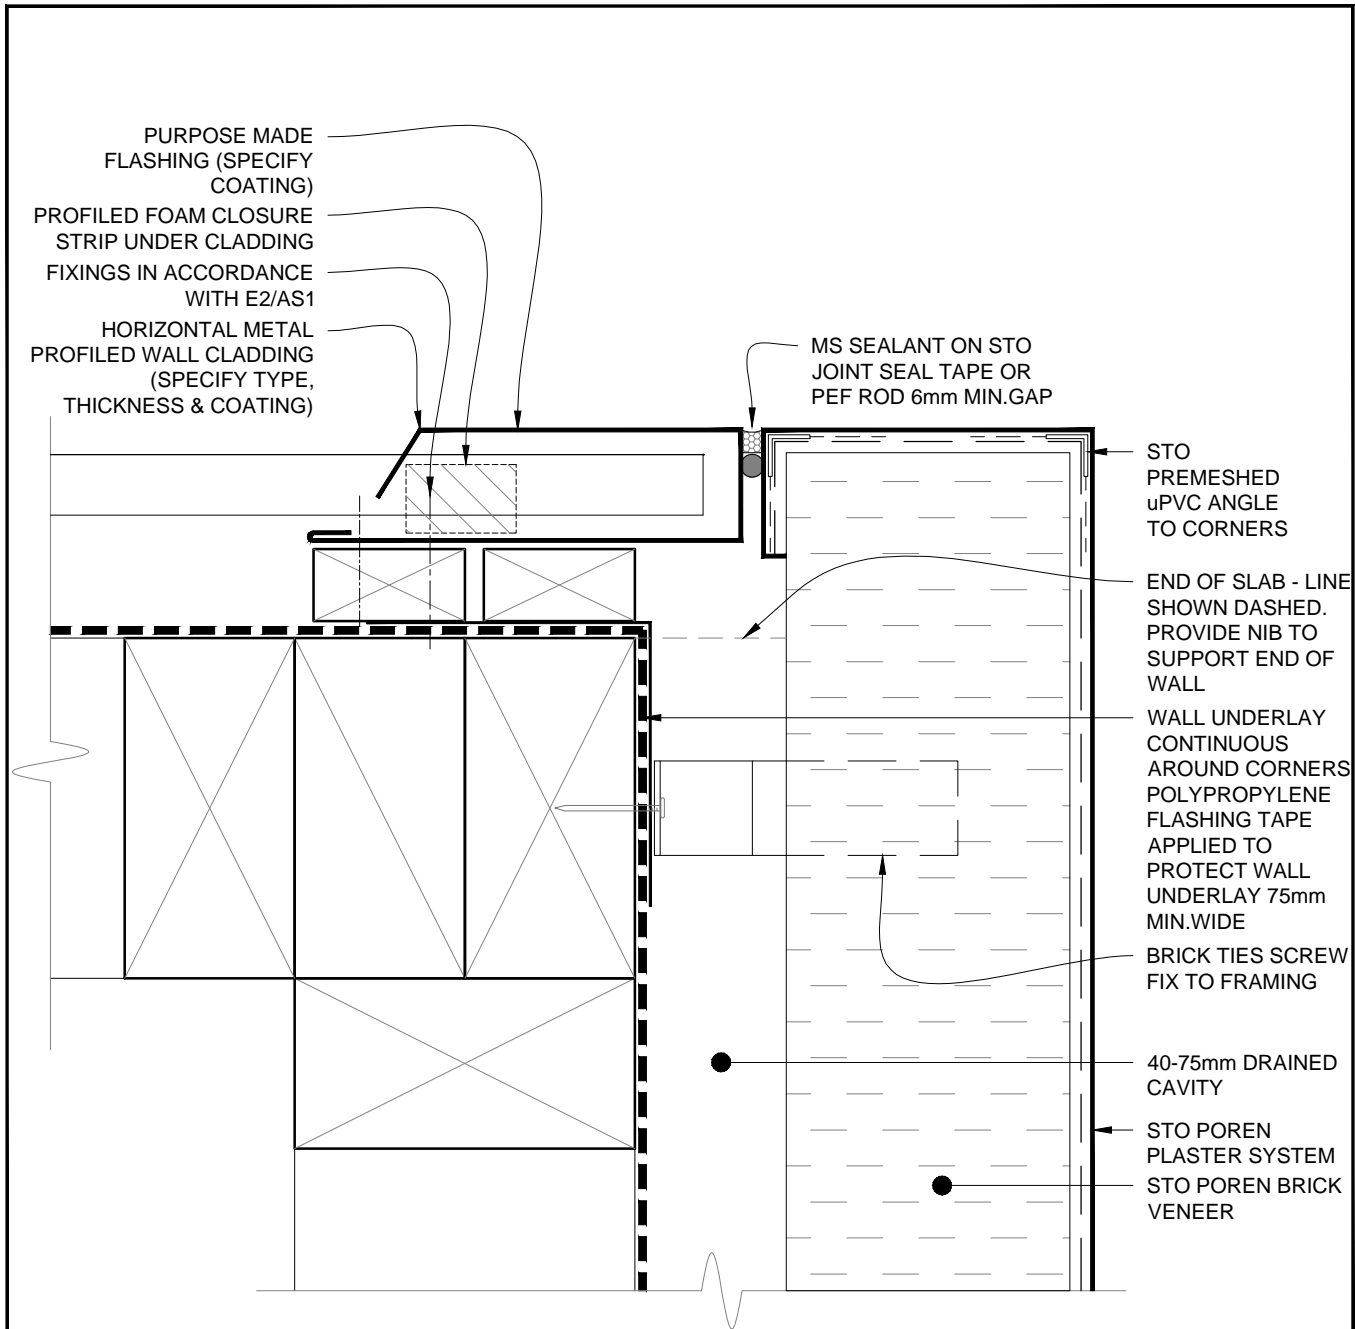 PURPOSE MADE
FLASHING (SPECIFY
COATING)
PROFILED FOAM CLOSURE
STRIP UNDER CLADDING
FIXINGS IN ACCORDANCE
WITH E2/AS1
HORIZONTAL METAL
PROFILED WALL CLADDING
(SPECIFY TYPE,
THICKNESS & COATING)
MS SEALANT ON STO
JOINT SEAL TAPE OR
PEF ROD 6mm MIN.GAP
STO
PREMESHED
uPVC ANGLE
TO CORNERS
END OF SLAB - LINE
SHOWN DASHED.
PROVIDE NIB TO
SUPPORT END OF
WALL
WALL UNDERLAY
CONTINUOUS
AROUND CORNERS
POLYPROPYLENE
FLASHING TAPE
APPLIED TO
PROTECT WALL
UNDERLAY 75mm
MIN.WIDE
BRICK TIES SCREW
FIX TO FRAMING
40-75mm DRAINED
CAVITY
STO POREN
PLASTER SYSTEM
STO POREN BRICK
VENEER